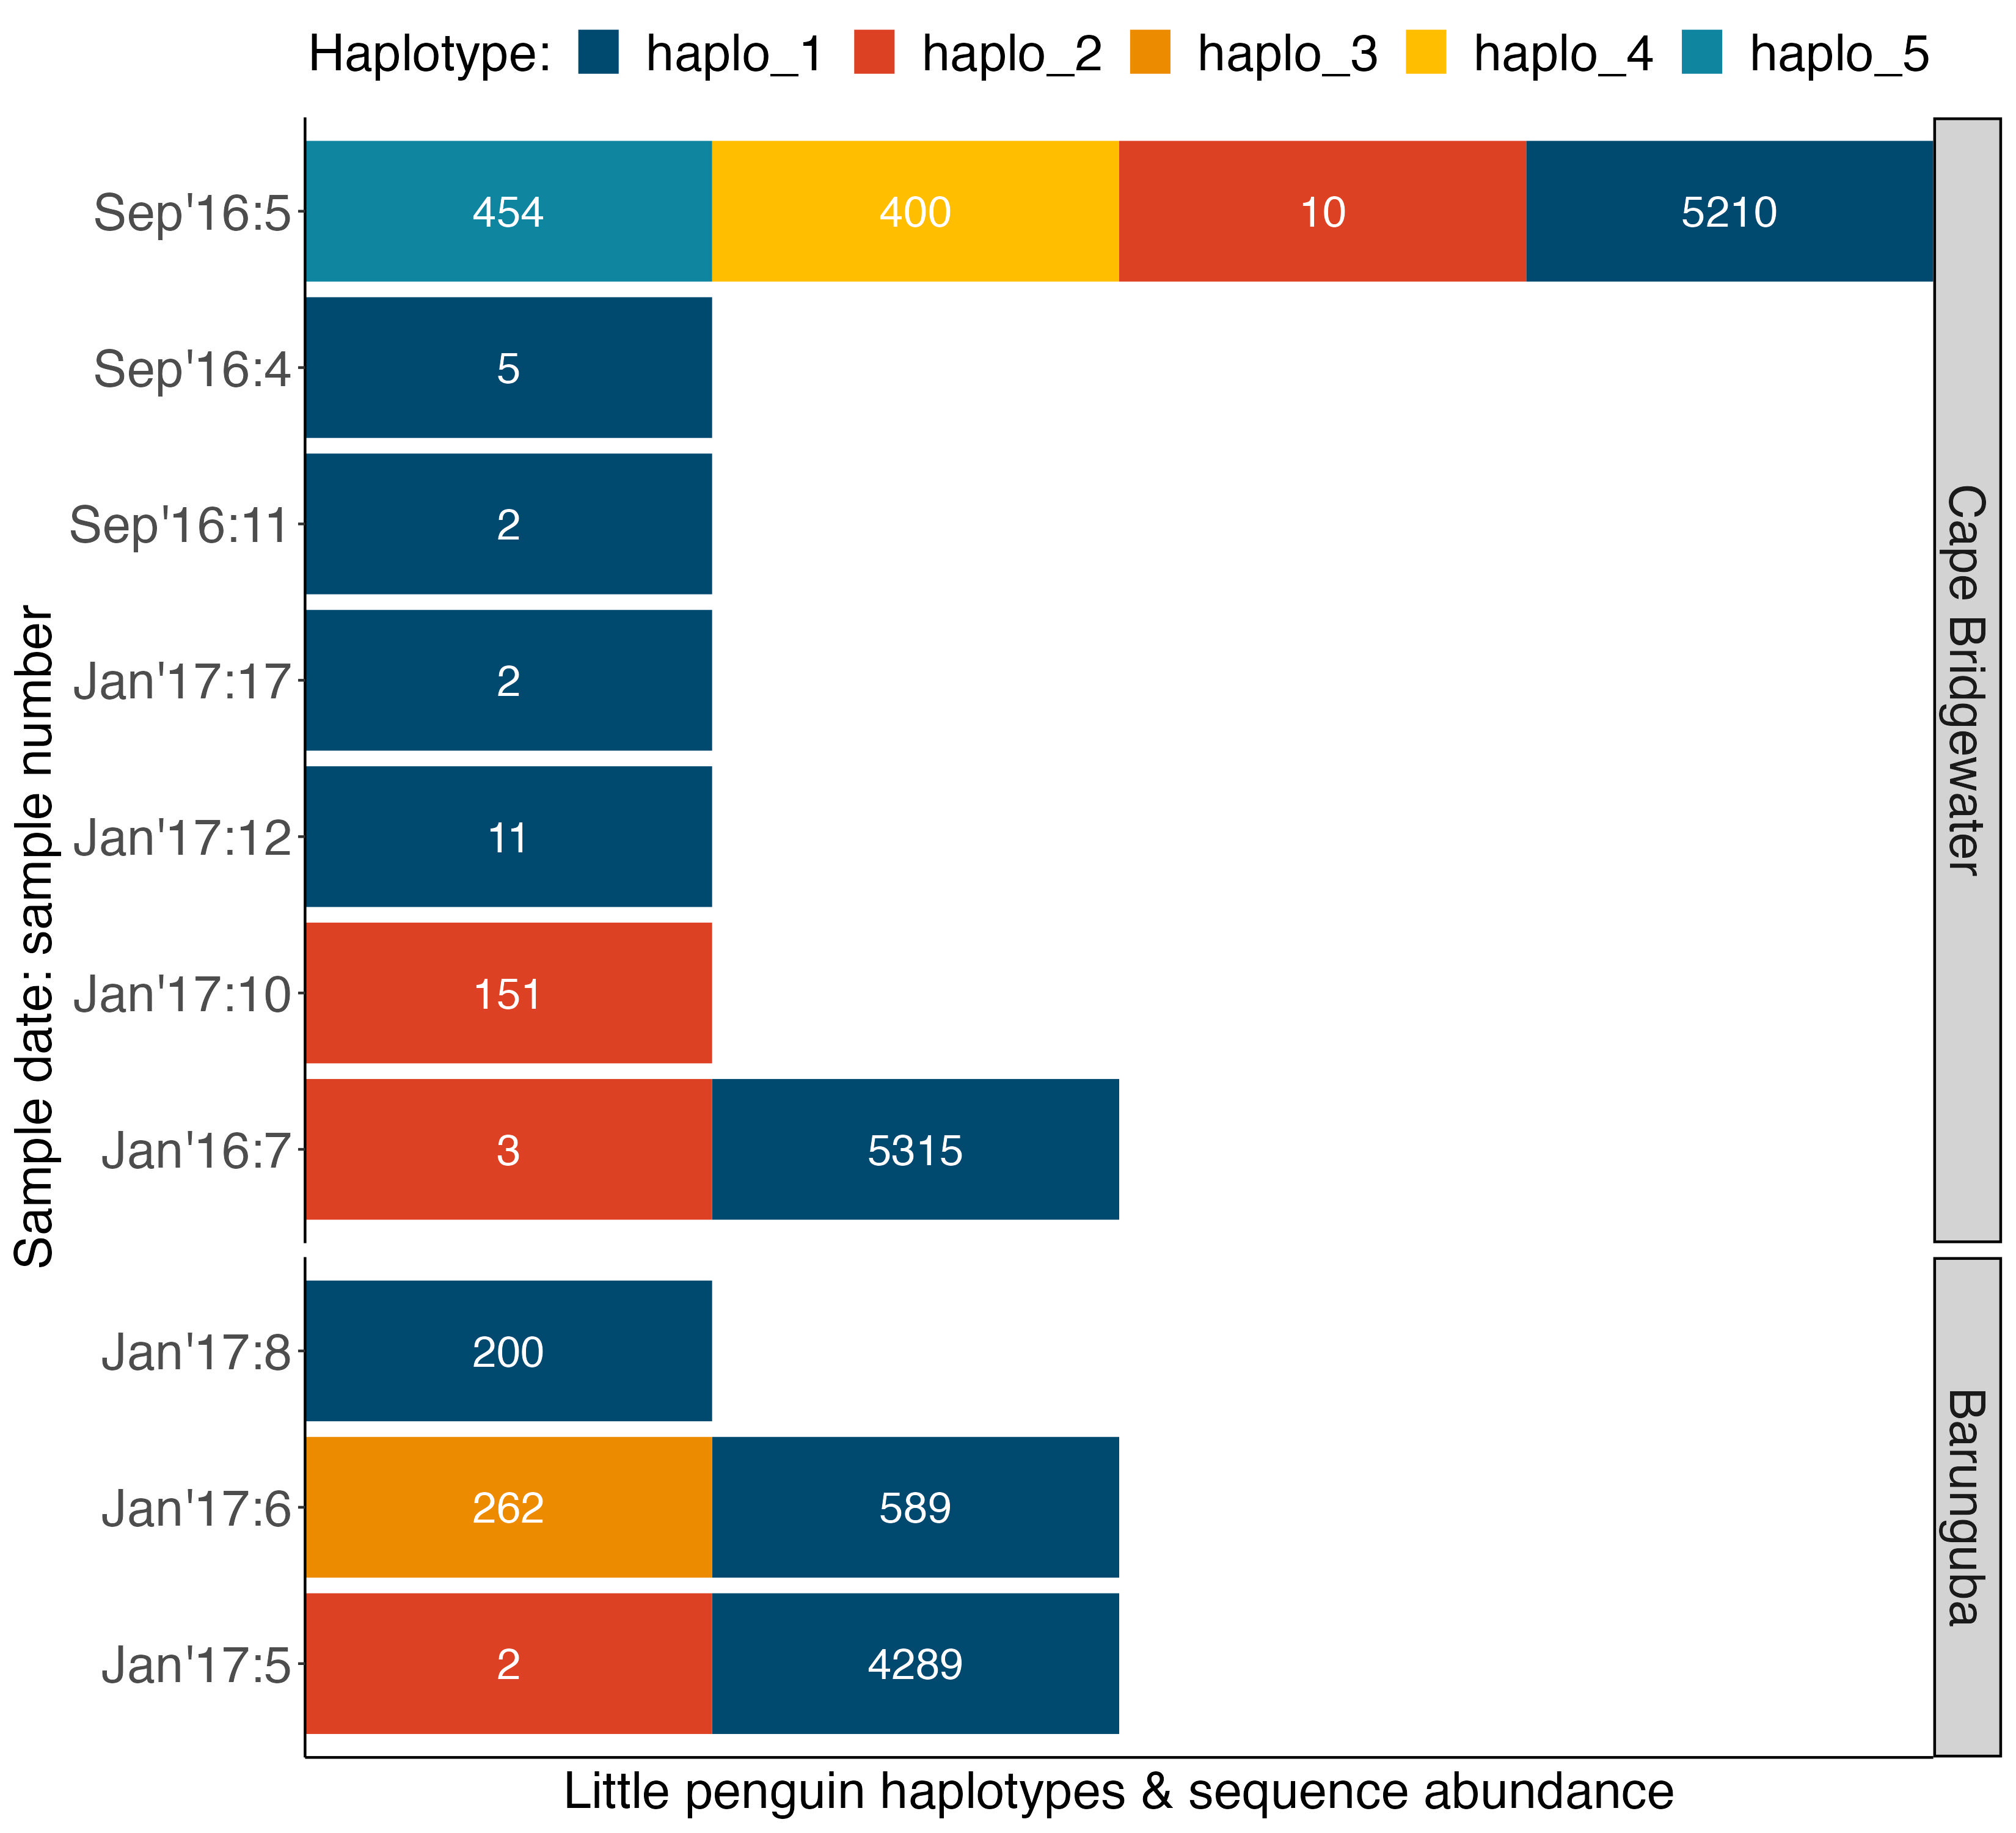 Haplotype: haplo_1 haplo_2 haplo_3 haplo_4 haplo_5
Sep'16:5 454 400 10 5210
Sep'16:4 5
Sep'16:11 2
Jan'17:17 2
Jan'17:12 11
Jan'17:10 151
Jan'16:7 3 5315
Cape Bridgewater
Jan'17:8 200
Jan'17:6 262 589
Jan'17:5 2 4289
Barunguba
Sample date: sample number
Little penguin haplotypes & sequence abundance